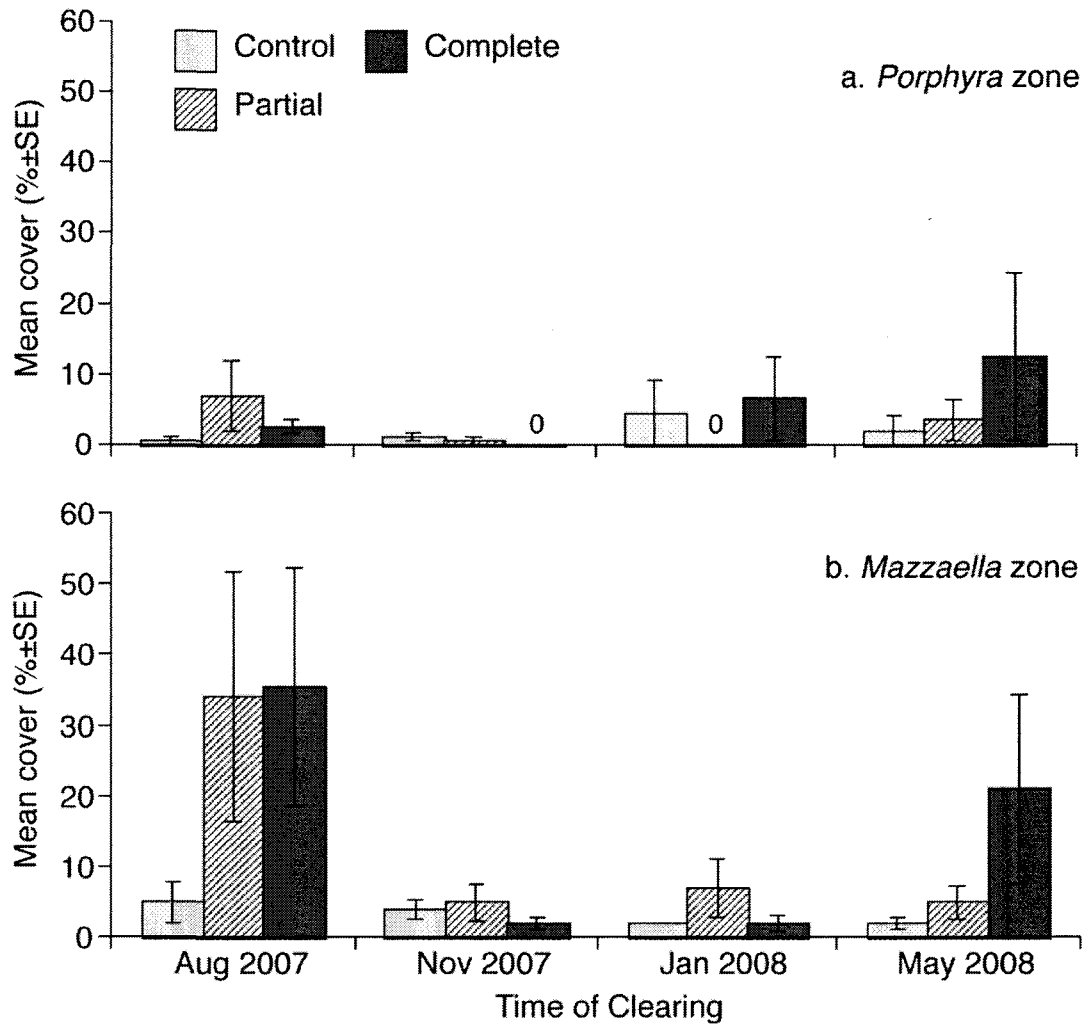 60
50
40
30
20
10
0
Mean cover (%±SE)
Control
Complete
Partial
a. Porphyra zone
0
0
60
50
40
30
20
10
0
Mean cover (%±SE)
b. Mazzaella zone
Aug 2007
Nov 2007
Jan 2008
May 2008
Time of Clearing